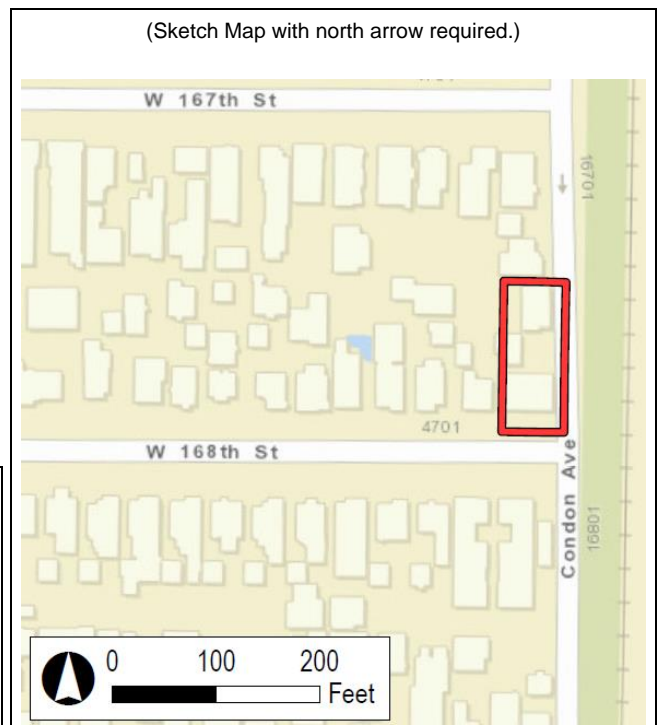 (Sketch Map with north arrow required.)
W 167th St
16701
4701
W 168th St
Condon Ave
16801
0 100 200
Feet